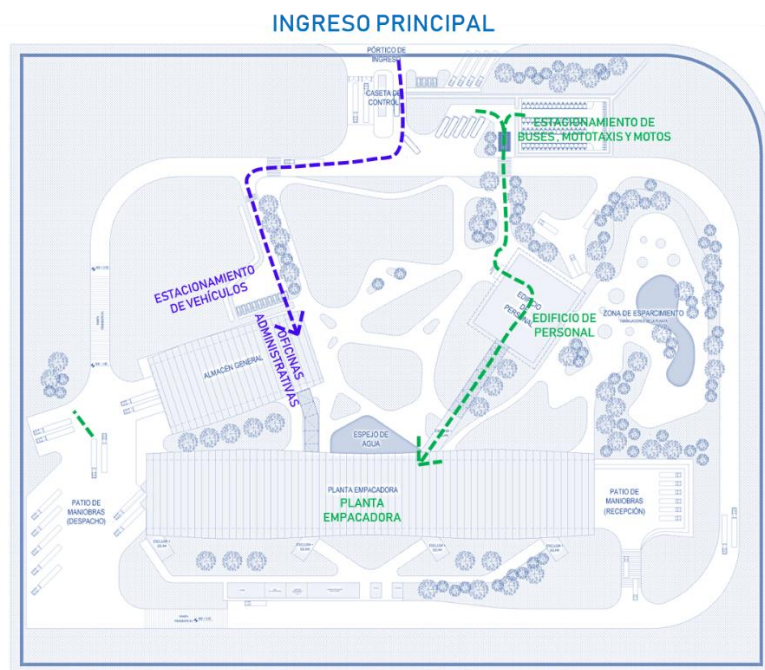 INGRESO PRINCIPAL
PÓRTICO DE
INGRESO
CASETA DE
CONTROL
ESTACIONAMIENTO DE
BUSES, MOTOTAXIS Y MOTOS
ESTACIONAMIENTO
DE VEHÍCULOS
OFICINAS
ADMINISTRATIVAS
ALMACÉN GENERAL
EDIFICIO
PERSONAL
EDIFICIO DE
PERSONAL
ZONA DE ESPARCIMIENTO
ESPEJO DE
AGUA
PLANTA EMPACADORA
PLANTA
EMPACADORA
PATIO DE
MANIOBRAS
(DESPACHO)
PATIO DE
MANIOBRAS
(RECEPCIÓN)